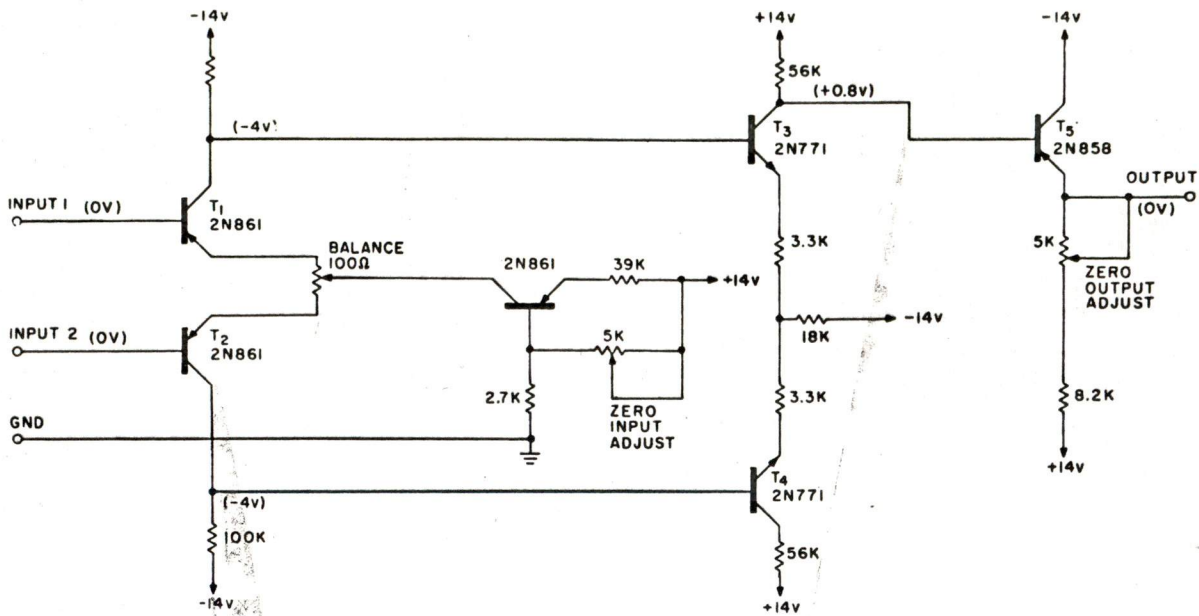 -14v
+14v
-14v
56K
(+0.8v)
(-4v)
T3
2N771
T5
2N858
OUTPUT
(0V)
INPUT 1 (0V)
T1
2N861
BALANCE
100Ω
2N861
39K
+14v
3.3K
5K
ZERO
OUTPUT
ADJUST
INPUT 2 (0V)
T2
2N861
5K
18K
-14v
2.7K
ZERO
INPUT
ADJUST
3.3K
8.2K
GND
+14v
(-4v)
T4
2N771
100K
56K
-14v
+14v